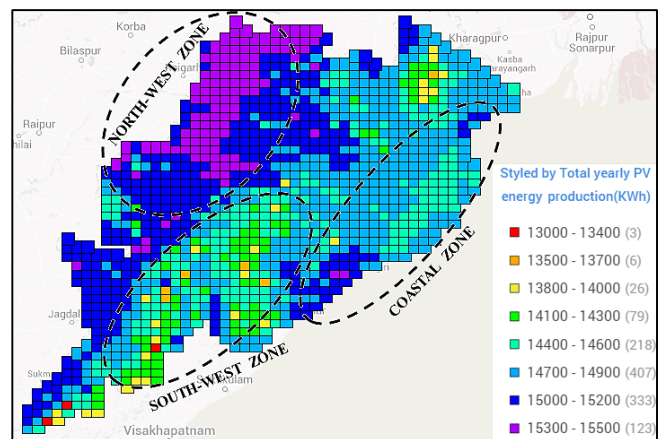 Korba
Bilaspur
Raipur
Kharagpur
Rajpur
Sonarpur
Kasba
arayangarh
NORTH-WEST ZONE
COASTAL ZONE
SOUTH-WEST ZONE
Jagdal
Sukm
Visakhapatnam
Styled by Total yearly PV
energy production(KWh)
13000 - 13400 (3)
13500 - 13700 (6)
13800 - 14000 (26)
14100 - 14300 (79)
14400 - 14600 (218)
14700 - 14900 (407)
15000 - 15200 (333)
15300 - 15500 (123)